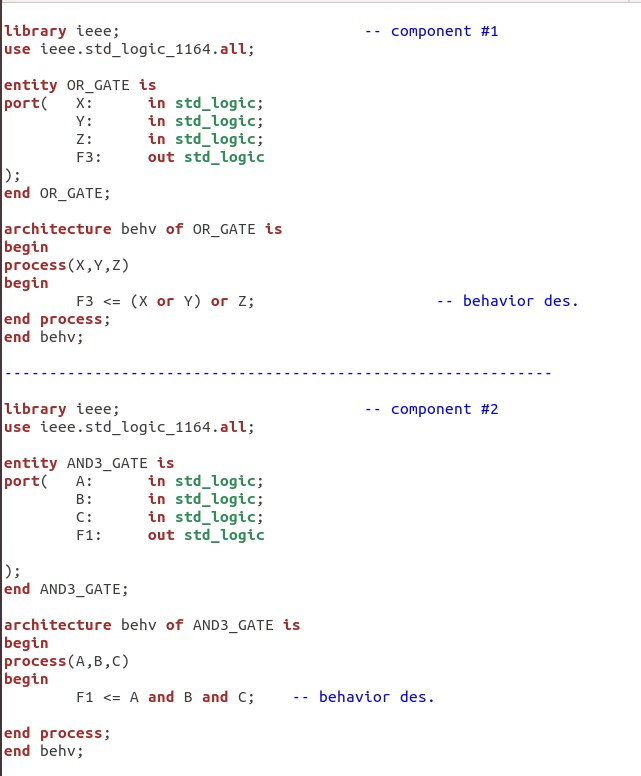 library ieee; -- component #1
use ieee.std_logic_1164.all;
entity OR_GATE is
port( X: in std_logic;
Y: in std_logic;
Z: in std_logic;
F3: out std_logic
);
end OR_GATE;
architecture behv of OR_GATE is
begin
process(X,Y,Z)
begin
F3 <= (X or Y) or Z; -- behavior des.
end process;
end behv;
-------------------------------------------------------------
library ieee; -- component #2
use ieee.std_logic_1164.all;
entity AND3_GATE is
port( A: in std_logic;
B: in std_logic;
C: in std_logic;
F1: out std_logic
);
end AND3_GATE;
architecture behv of AND3_GATE is
begin
process(A,B,C)
begin
F1 <= A and B and C; -- behavior des.
end process;
end behv;